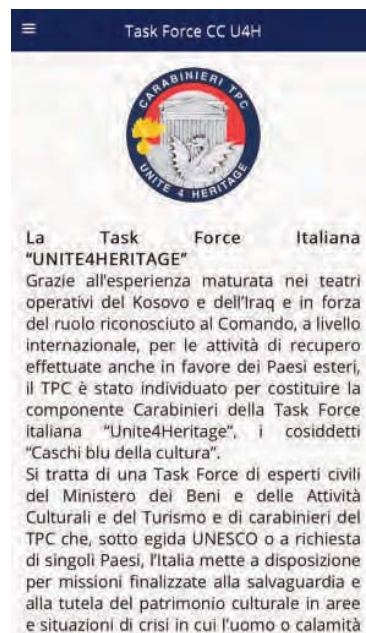 Task Force CC U4H
CARABINIERI TPC
UNITE 4 HERITAGE
La Task Force Italiana
"UNITE4HERITAGE"
Grazie all'esperienza maturata nei teatri
operativi del Kosovo e dell'Iraq e in forza
del ruolo riconosciuto al Comando, a livello
internazionale, per le attività di recupero
effettuate anche in favore dei Paesi esteri,
il TPC è stato individuato per costituire la
componente Carabinieri della Task Force
italiana "Unite4Heritage", i cosiddetti
"Caschi blu della cultura".
Si tratta di una Task Force di esperti civili
del Ministero dei Beni e delle Attività
Culturali e del Turismo e di carabinieri del
TPC che, sotto egida UNESCO o a richiesta
di singoli Paesi, l'Italia mette a disposizione
per missioni finalizzate alla salvaguardia e
alla tutela del patrimonio culturale in aree
e situazioni di crisi in cui l'uomo o calamità